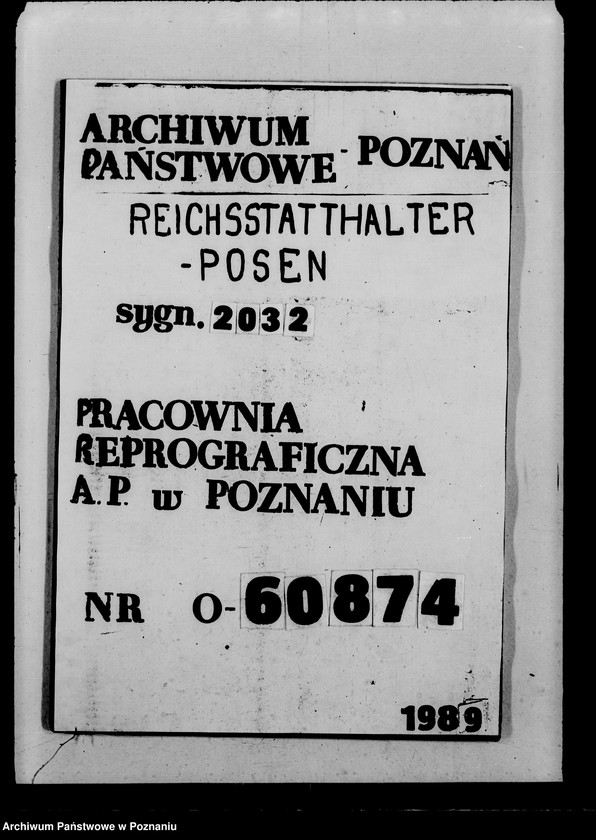 ARCHIWUM
PAŃSTWOWE - POZNAŃ
REICHSSTATTHALTER
-POSEN
sygn. 2032
PRACOWNIA
REPROGRAFICZNA
A.P. w POZNANIU
NR O-60874
1989
Archiwum Państwowe w Poznaniu